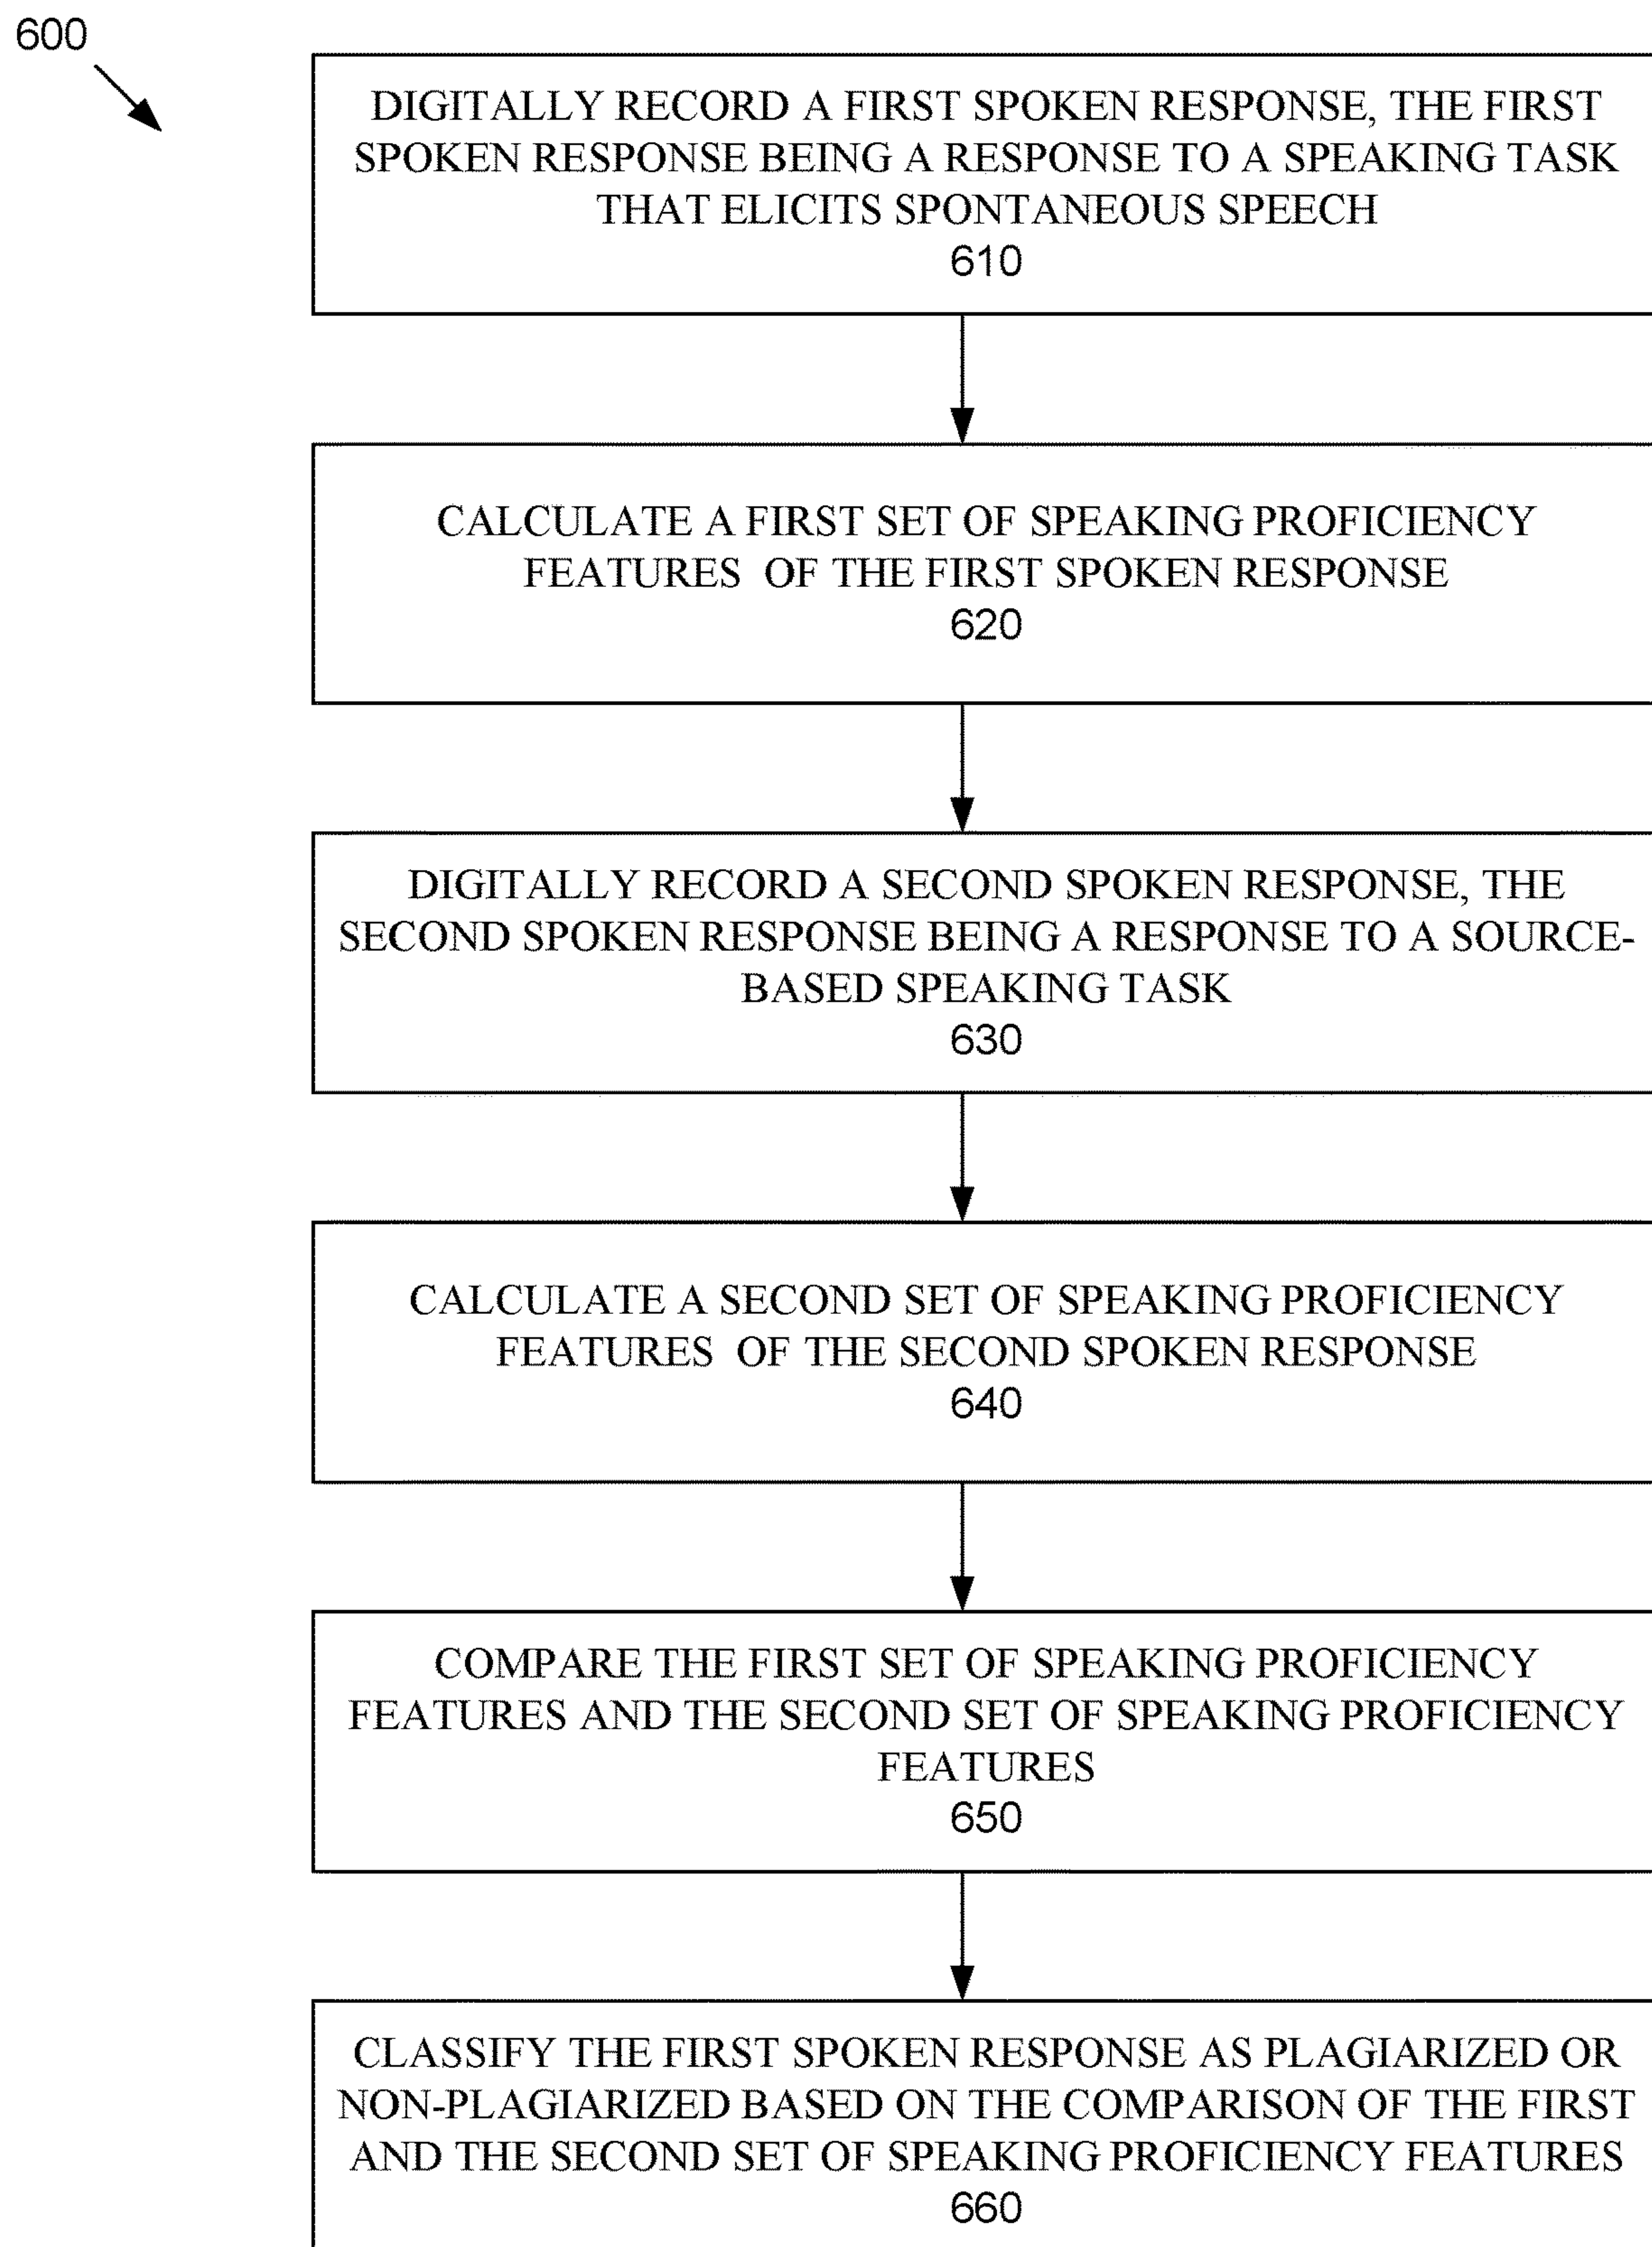 600
DIGITALLY RECORD A FIRST SPOKEN RESPONSE, THE FIRST
SPOKEN RESPONSE BEING A RESPONSE TO A SPEAKING TASK
THAT ELICITS SPONTANEOUS SPEECH
610
CALCULATE A FIRST SET OF SPEAKING PROFICIENCY
FEATURES OF THE FIRST SPOKEN RESPONSE
620
DIGITALLY RECORD A SECOND SPOKEN RESPONSE, THE
SECOND SPOKEN RESPONSE BEING A RESPONSE TO A SOURCE-
BASED SPEAKING TASK
630
CALCULATE A SECOND SET OF SPEAKING PROFICIENCY
FEATURES OF THE SECOND SPOKEN RESPONSE
640
COMPARE THE FIRST SET OF SPEAKING PROFICIENCY
FEATURES AND THE SECOND SET OF SPEAKING PROFICIENCY
FEATURES
650
CLASSIFY THE FIRST SPOKEN RESPONSE AS PLAGIARIZED OR
NON-PLAGIARIZED BASED ON THE COMPARISON OF THE FIRST
AND THE SECOND SET OF SPEAKING PROFICIENCY FEATURES
660